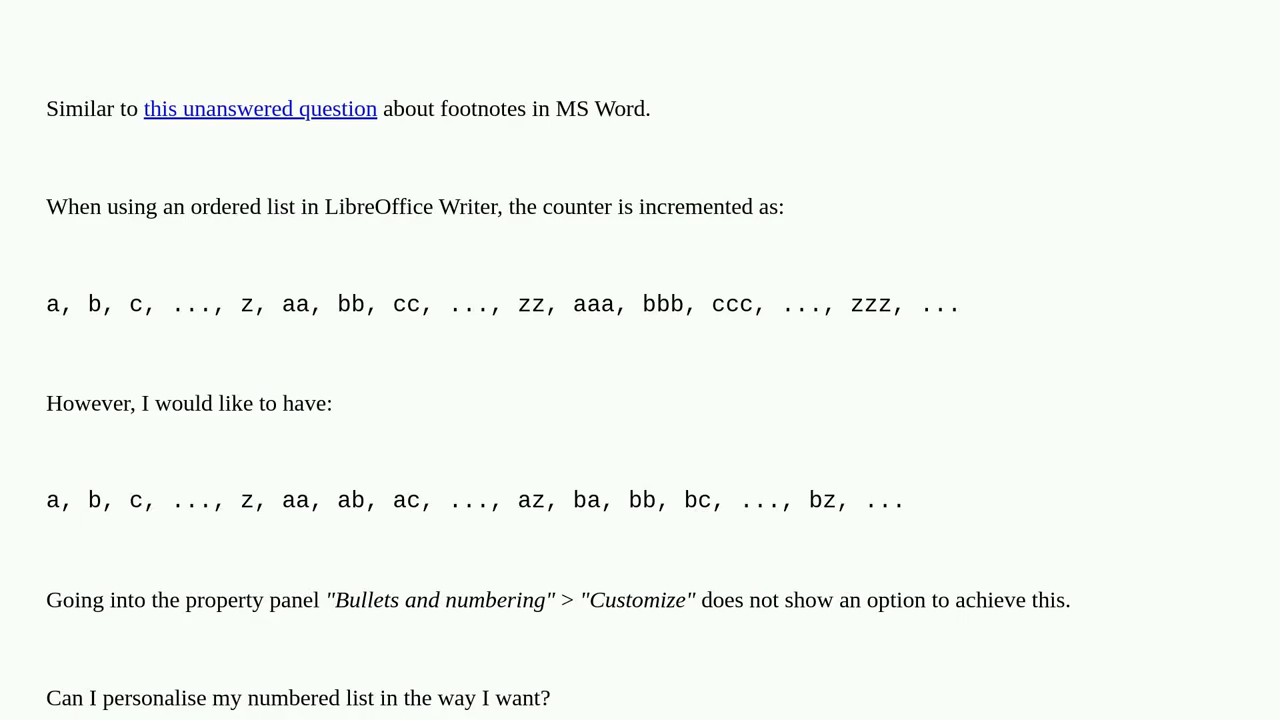 Similar to this unanswered question about footnotes in MS Word.
When using an ordered list in LibreOffice Writer, the counter is incremented as:
a, b, c, ..., z, aa, bb, cc, ..., zz, aaa, bbb, ccc, ..., zzz, ...
However, I would like to have:
a, b, c, ..., z, aa, ab, ac, ..., az, ba, bb, bc, ..., bz, ...
Going into the property panel "Bullets and numbering" > "Customize" does not show an option to achieve this.
Can I personalise my numbered list in the way I want?